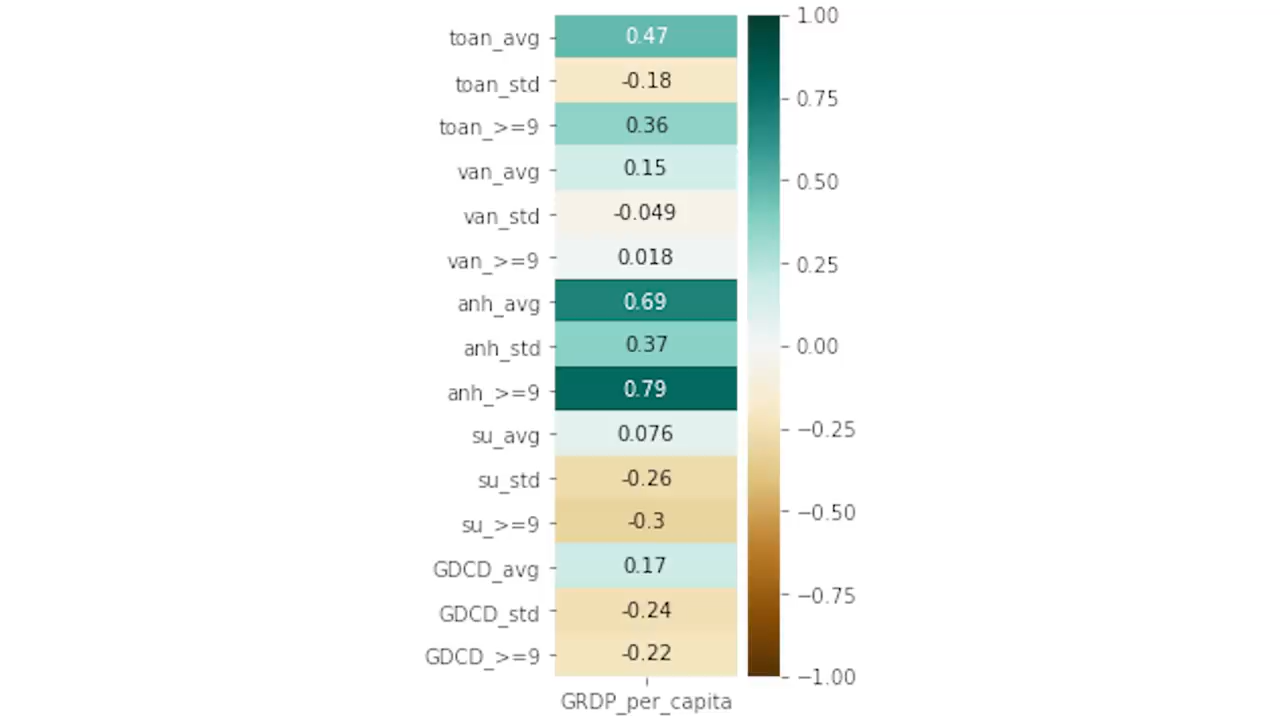 toan_avg 0.47
toan_std -0.18
toan_>=9 0.36
van_avg 0.15
van_std -0.049
van_>=9 0.018
anh_avg 0.69
anh_std 0.37
anh_>=9 0.79
su_avg 0.076
su_std -0.26
su_>=9 -0.3
GDCD_avg 0.17
GDCD_std -0.24
GDCD_>=9 -0.22
GRDP_per_capita
1.00
0.75
0.50
0.25
0.00
−0.25
−0.50
−0.75
−1.00